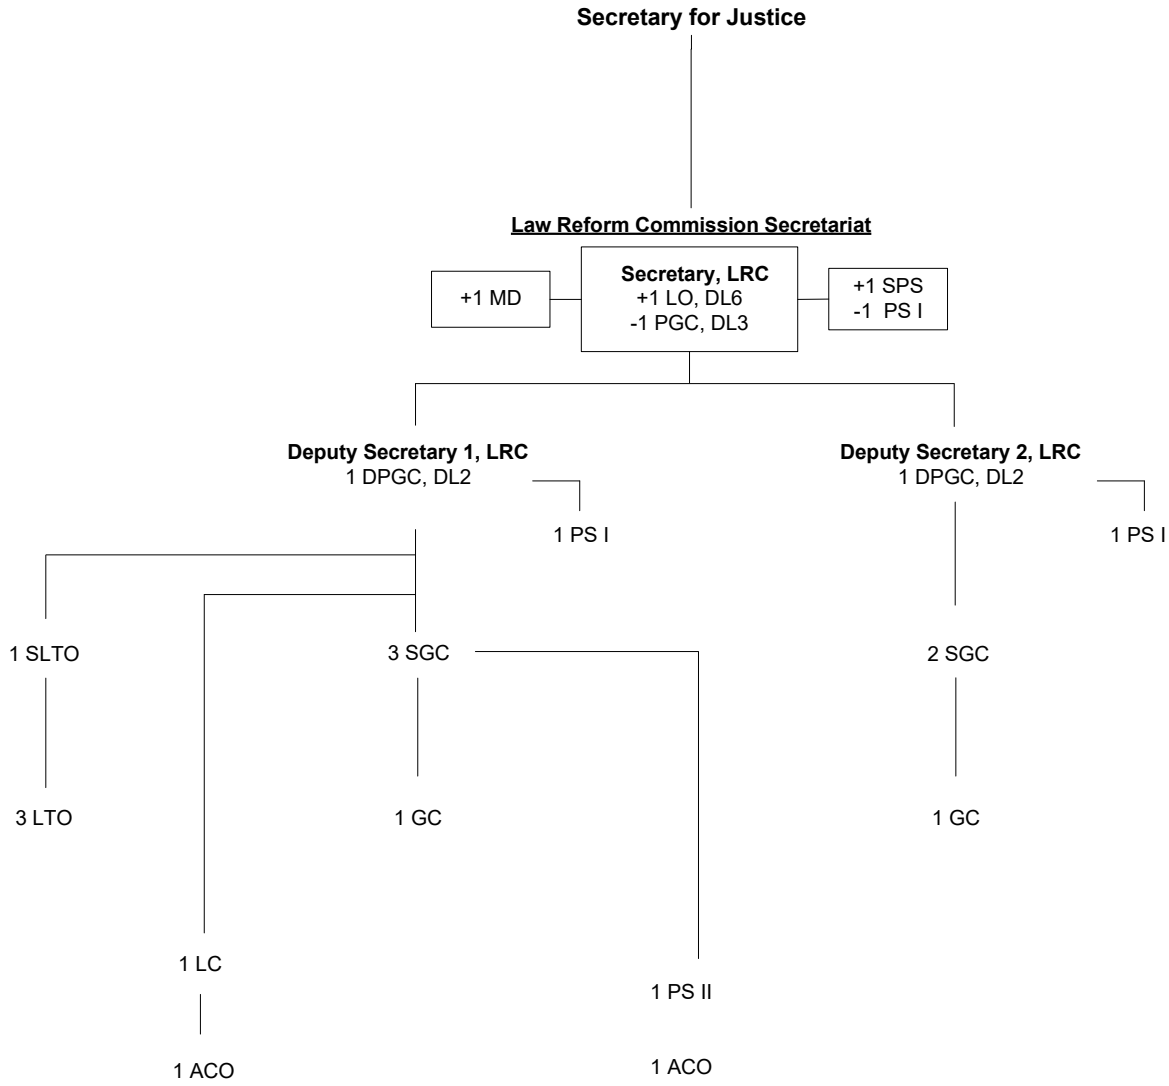 Secretary for Justice
Law Reform Commission Secretariat
+1 MD
Secretary, LRC
+1 LO, DL6
-1 PGC, DL3
+1 SPS
-1 PS I
Deputy Secretary 1, LRC
1 DPGC, DL2
1 PS I
Deputy Secretary 2, LRC
1 DPGC, DL2
1 PS I
1 SLTO
3 SGC
2 SGC
3 LTO
1 GC
1 GC
1 LC
1 PS II
1 ACO
1 ACO